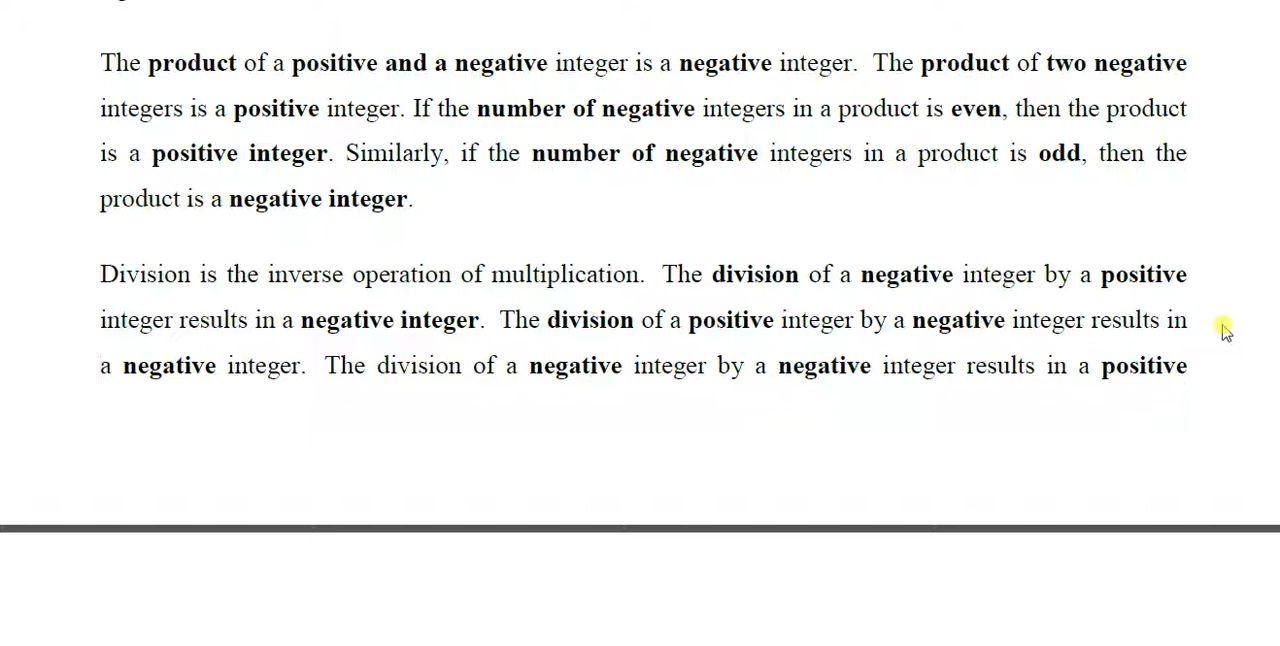 The product of a positive and a negative integer is a negative integer. The product of two negative
integers is a positive integer. If the number of negative integers in a product is even, then the product
is a positive integer. Similarly, if the number of negative integers in a product is odd, then the
product is a negative integer.
Division is the inverse operation of multiplication. The division of a negative integer by a positive
integer results in a negative integer. The division of a positive integer by a negative integer results in
a negative integer. The division of a negative integer by a negative integer results in a positive